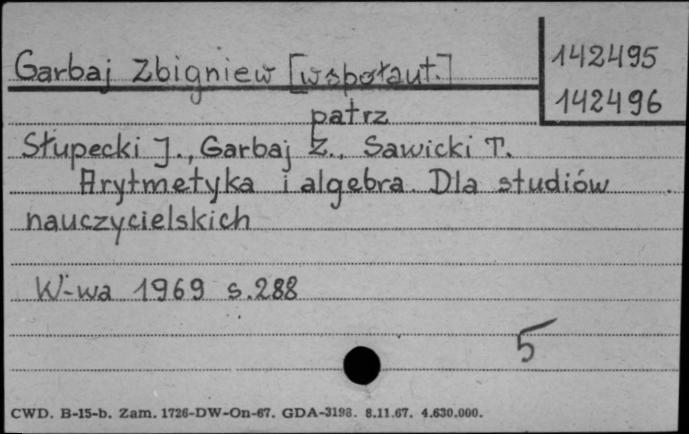 Garbaj Zbigniew [współaut.]
142495
142496
patrz
Słupecki J., Garbaj Z., Sawicki T.
Arytmetyka i algebra. Dla studiów
nauczycielskich
W-wa 1969 s.288
5
CWD. B-15-b. Zam. 1726-DW-On-67. GDA-3198. 8.11.67. 4.630.000.